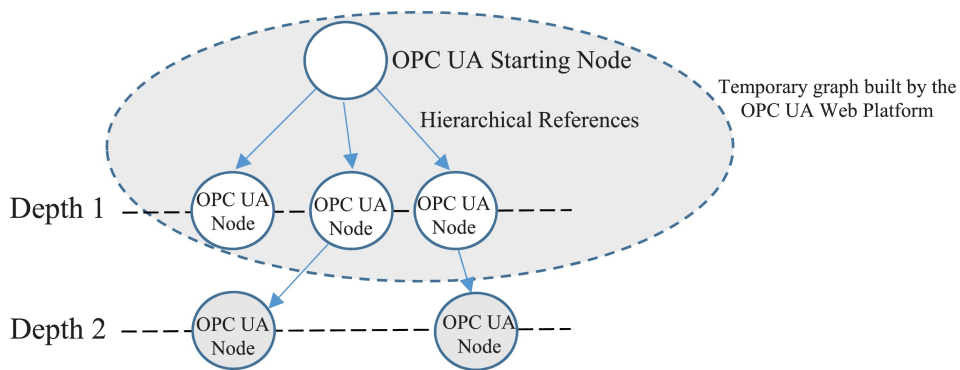 OPC UA Starting Node
Temporary graph built by the
OPC UA Web Platform
Hierarchical References
Depth 1
OPC UA
Node
OPC UA
Node
OPC UA
Node
Depth 2
OPC UA
Node
OPC UA
Node